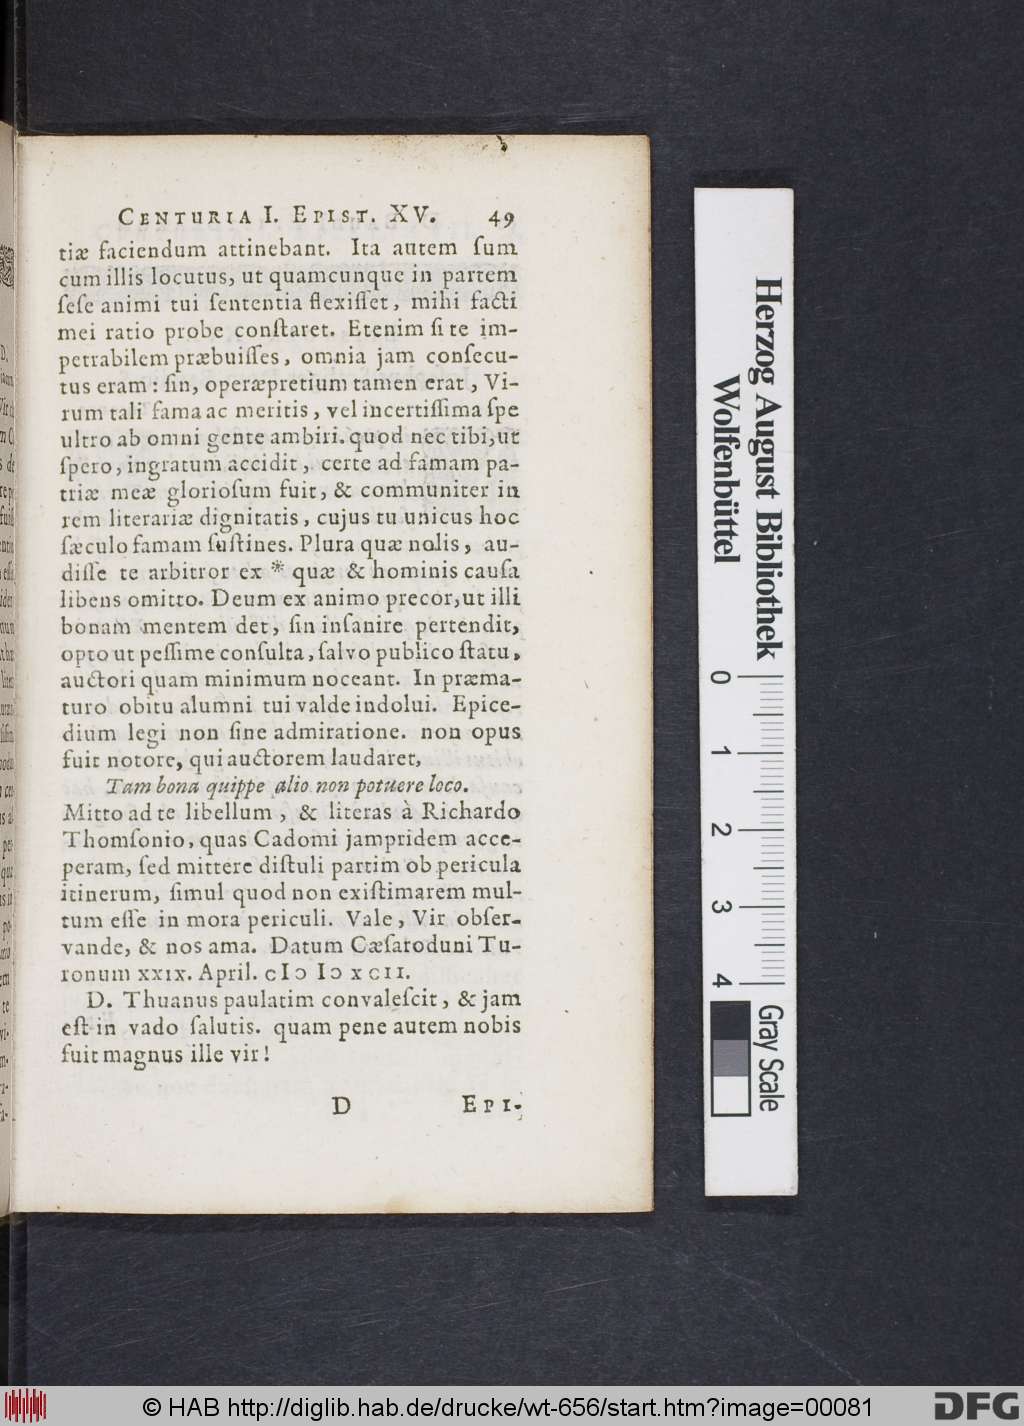 CENTURIA I. EPIST. XV. 49
tiæ faciendum attinebant. Ita autem ſum
cum illis locutus, ut quamcunque in partem
ſeſe animi tui ſententia flexiſſet, mihi facti
mei ratio probe conſtaret. Etenim ſi te im-
petrabilem præbuiſſes, omnia jam conſecu-
tus eram: ſin, operæpretium tamen erat, Vi-
rum tali fama ac meritis, vel incertiſſima ſpe
ultro ab omni gente ambiri. quod nec tibi, ut
ſpero, ingratum accidit, certe ad famam pa-
triæ meæ glorioſum fuit, & communiter in
rem literariæ dignitatis, cujus tu unicus hoc
ſæculo famam ſuſtines. Plura quæ nolis, au-
diſſe te arbitror ex * quæ & hominis cauſa
libens omitto. Deum ex animo precor, ut illi
bonam mentem det, ſin inſanire pertendit,
opto ut peſſime conſulta, ſalvo publico ſtatu,
auctori quam minimum noceant. In præma-
turo obitu alumni tui valde indolui. Epice-
dium legi non ſine admiratione. non opus
fuit notore, qui auctorem laudaret,
Tam bona quippe alio non potuere loco.
Mitto ad te libellum, & literas à Richardo
Thomſonio, quas Cadomi jampridem acce-
peram, ſed mittere diſtuli partim ob pericula
itinerum, ſimul quod non exiſtimarem mul-
tum eſſe in mora periculi. Vale, Vir obſer-
vande, & nos ama. Datum Cæſaroduni Tu-
ronum XXIX. April. CIↃ IↃ XCII.
D. Thuanus paulatim convaleſcit, & jam
eſt in vado ſalutis. quam pene autem nobis
fuit magnus ille vir!
D EPI-
Herzog August Bibliothek
Wolfenbüttel
0 1 2 3 4
Gray Scale
© HAB http://diglib.hab.de/drucke/wt-656/start.htm?image=00081
DFG